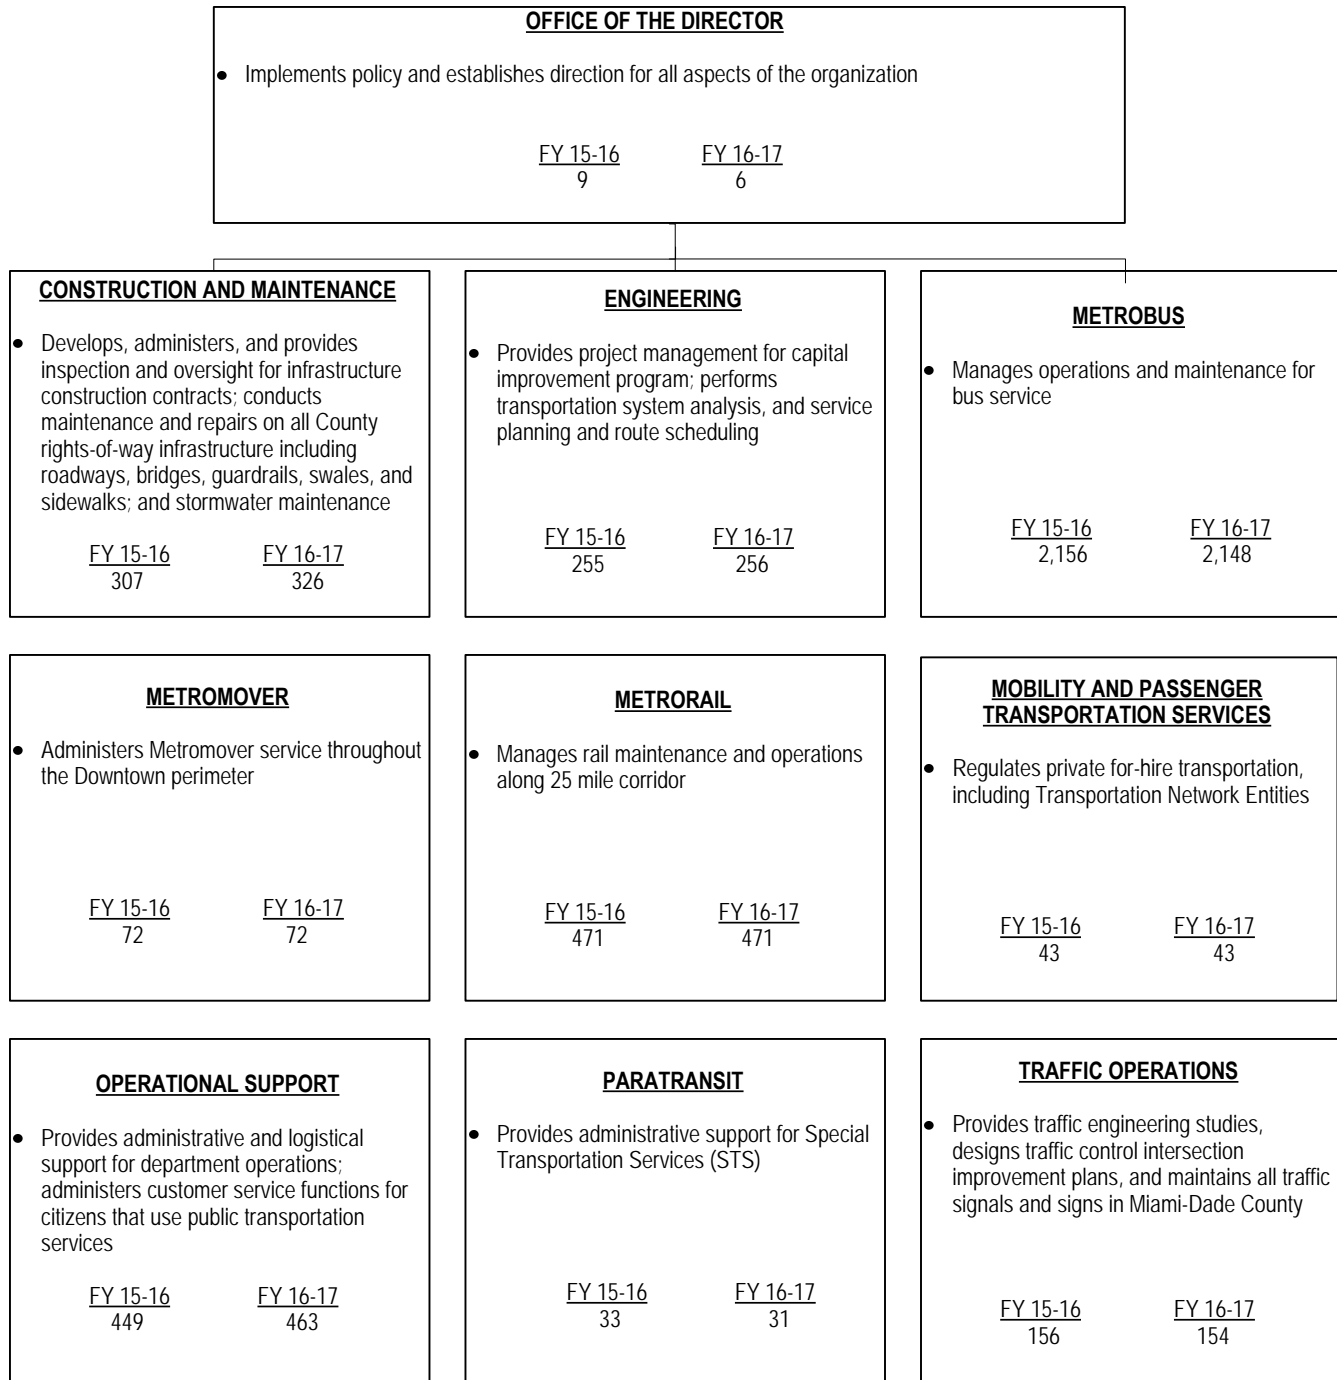 OFFICE OF THE DIRECTOR
• Implements policy and establishes direction for all aspects of the organization
FY 15-16 FY 16-17
9 6
CONSTRUCTION AND MAINTENANCE
• Develops, administers, and provides
inspection and oversight for infrastructure
construction contracts; conducts
maintenance and repairs on all County
rights-of-way infrastructure including
roadways, bridges, guardrails, swales, and
sidewalks; and stormwater maintenance
FY 15-16 FY 16-17
307 326
ENGINEERING
• Provides project management for capital
improvement program; performs
transportation system analysis, and service
planning and route scheduling
FY 15-16 FY 16-17
255 256
METROBUS
• Manages operations and maintenance for
bus service
FY 15-16 FY 16-17
2,156 2,148
METROMOVER
• Administers Metromover service throughout
the Downtown perimeter
FY 15-16 FY 16-17
72 72
METRORAIL
• Manages rail maintenance and operations
along 25 mile corridor
FY 15-16 FY 16-17
471 471
MOBILITY AND PASSENGER
TRANSPORTATION SERVICES
• Regulates private for-hire transportation,
including Transportation Network Entities
FY 15-16 FY 16-17
43 43
OPERATIONAL SUPPORT
• Provides administrative and logistical
support for department operations;
administers customer service functions for
citizens that use public transportation
services
FY 15-16 FY 16-17
449 463
PARATRANSIT
• Provides administrative support for Special
Transportation Services (STS)
FY 15-16 FY 16-17
33 31
TRAFFIC OPERATIONS
• Provides traffic engineering studies,
designs traffic control intersection
improvement plans, and maintains all traffic
signals and signs in Miami-Dade County
FY 15-16 FY 16-17
156 154